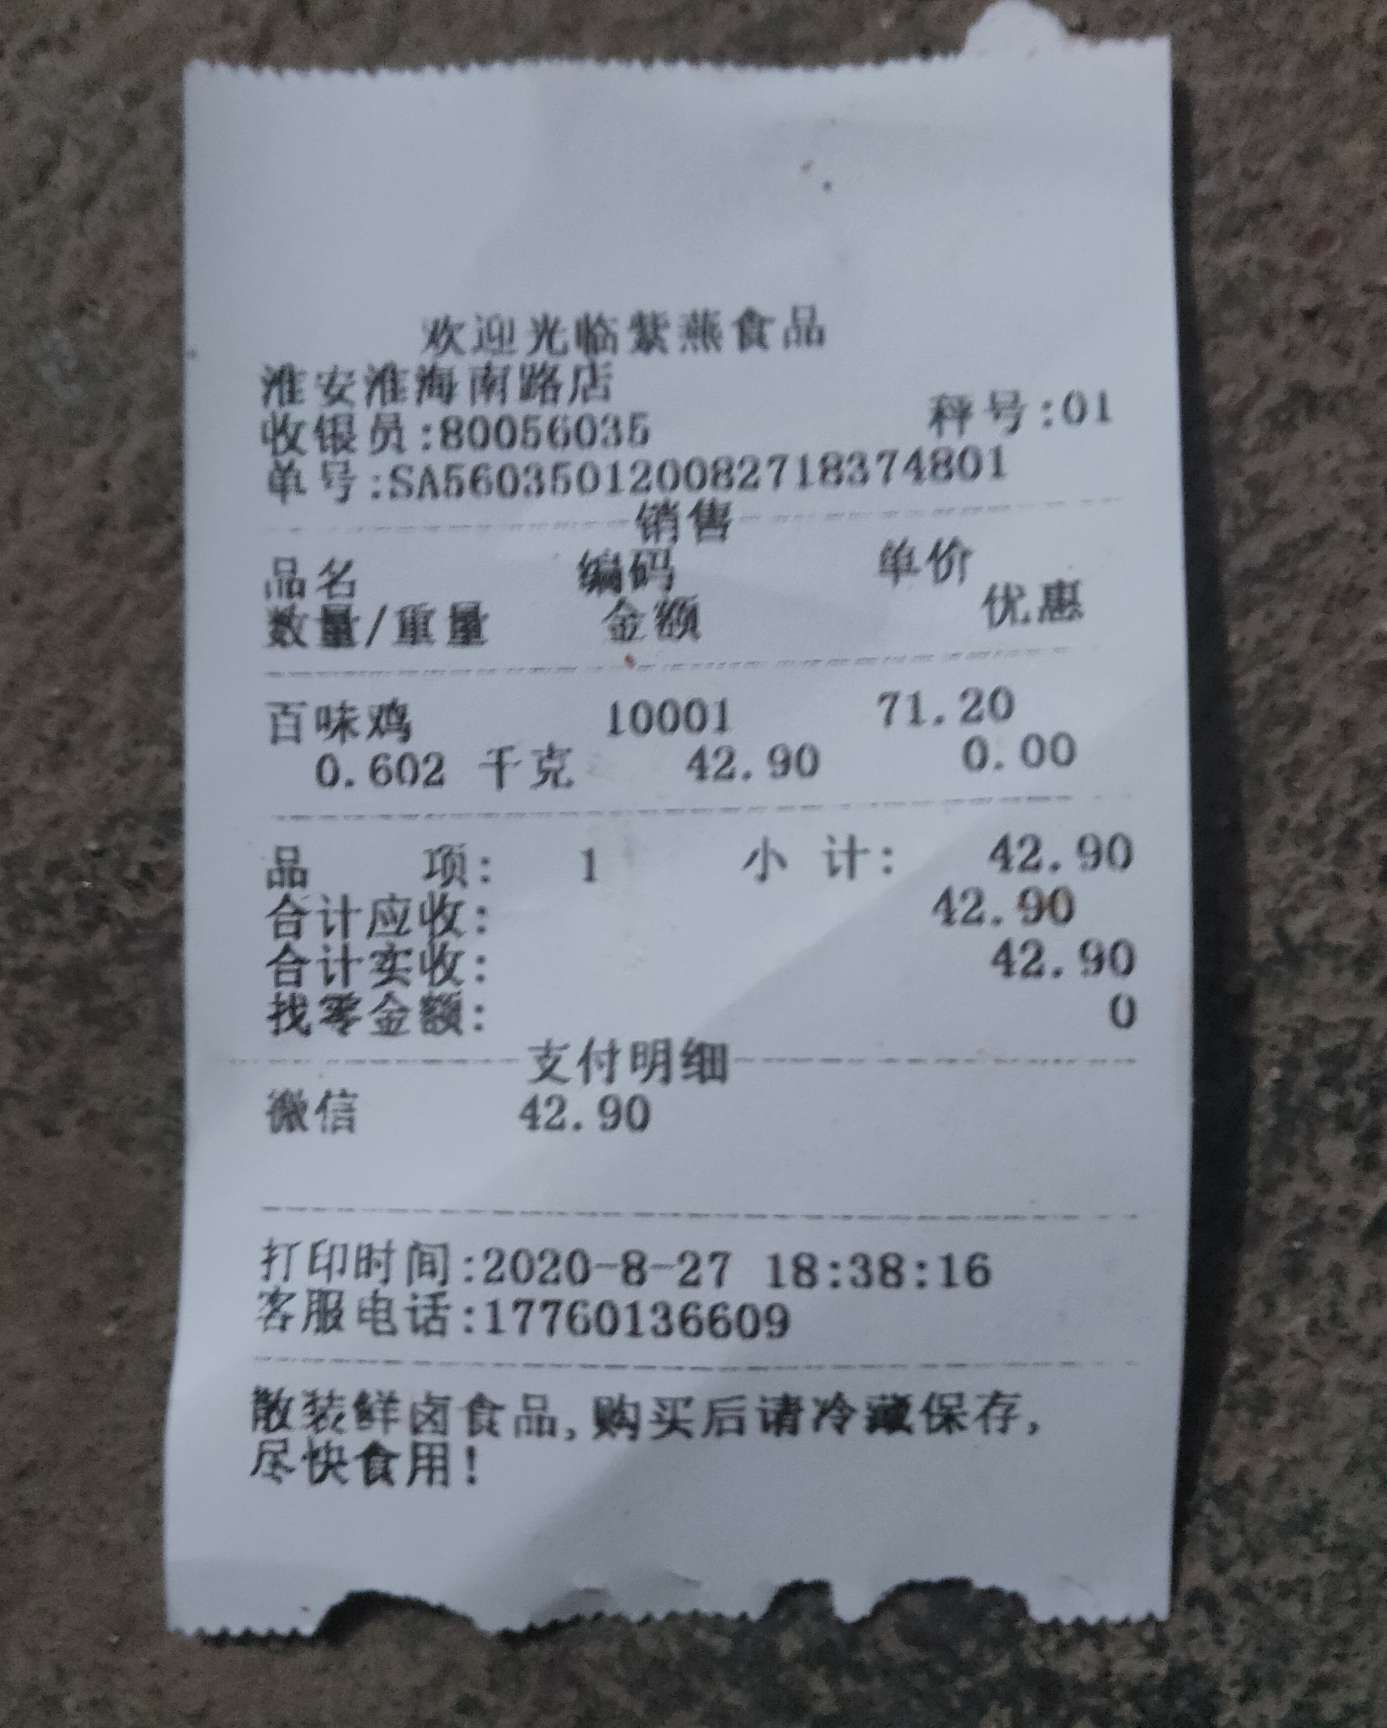 欢迎光临紫燕食品
淮安淮海南路店
收银员:80056035 秤号:01
单号:SA560350120082718374801
销售
品名 编码 单价
数量/重量 金额 优惠
百味鸡 10001 71.20
0.602 千克 42.90 0.00
品 项: 1 小 计: 42.90
合计应收: 42.90
合计实收: 42.90
找零金额: 0
支付明细
微信 42.90
打印时间:2020-8-27 18:38:16
客服电话:17760136609
散装鲜卤食品,购买后请冷藏保存,
尽快食用!